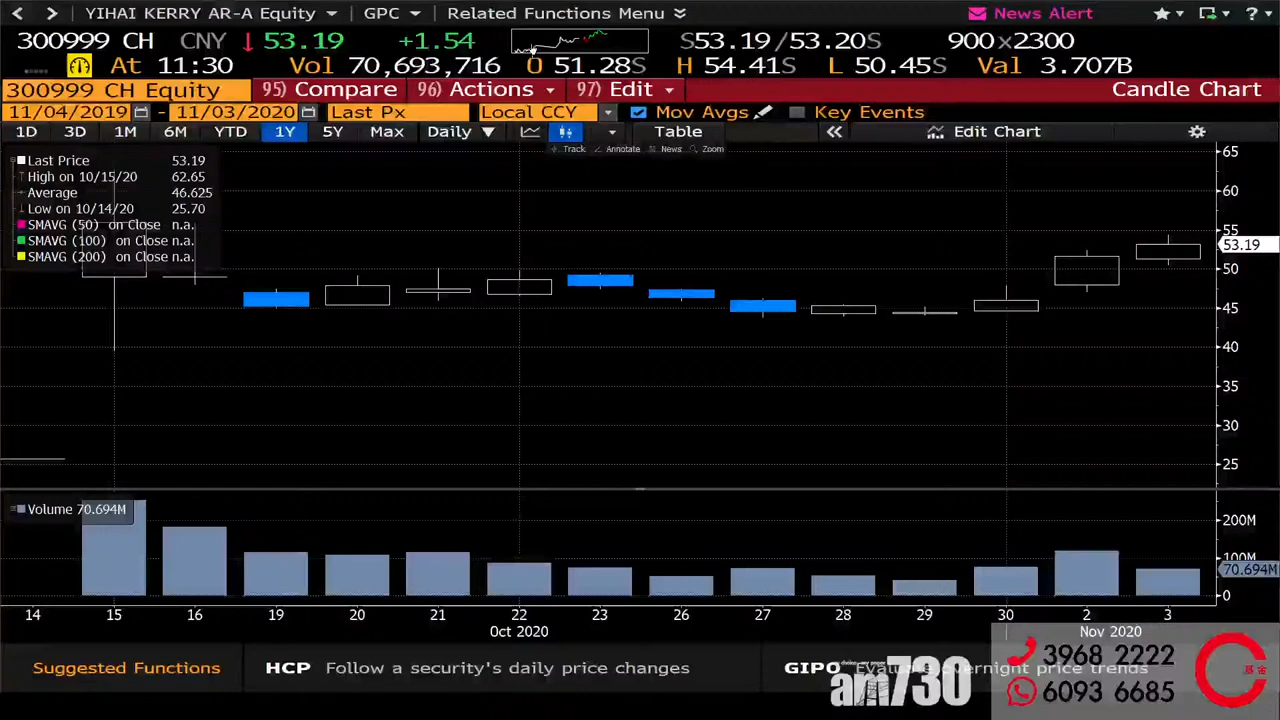 YIHAI KERRY AR-A Equity GPC Related Functions Menu News Alert
300999 CH CNY 53.19 +1.54 S53.19/53.20S 900x2300
At 11:30 Vol 70,693,716 O 51.28S H 54.41S L 50.45S Val 3.707B
300999 CH Equity 95) Compare 96) Actions 97) Edit Candle Chart
11/04/2019 - 11/03/2020 Last Px Local CCY Mov Avgs Key Events
1D 3D 1M 6M YTD 1Y 5Y Max Daily Table Edit Chart
Track Annotate News Zoom
Last Price 53.19
High on 10/15/20 62.65
Average 46.625
Low on 10/14/20 25.70
SMAVG (50) on Close n.a.
SMAVG (100) on Close n.a.
SMAVG (200) on Close n.a.
65
60
55
53.19
50
45
40
35
30
25
Volume 70.694M
200M
100M
70.694M
0
14 15 16 19 20 21 22 23 26 27 28 29 30 2 3
Oct 2020 Nov 2020
Suggested Functions HCP Follow a security's daily price changes GIPO Evaluate overnight price trends
am730
3968 2222
6093 6685
基金